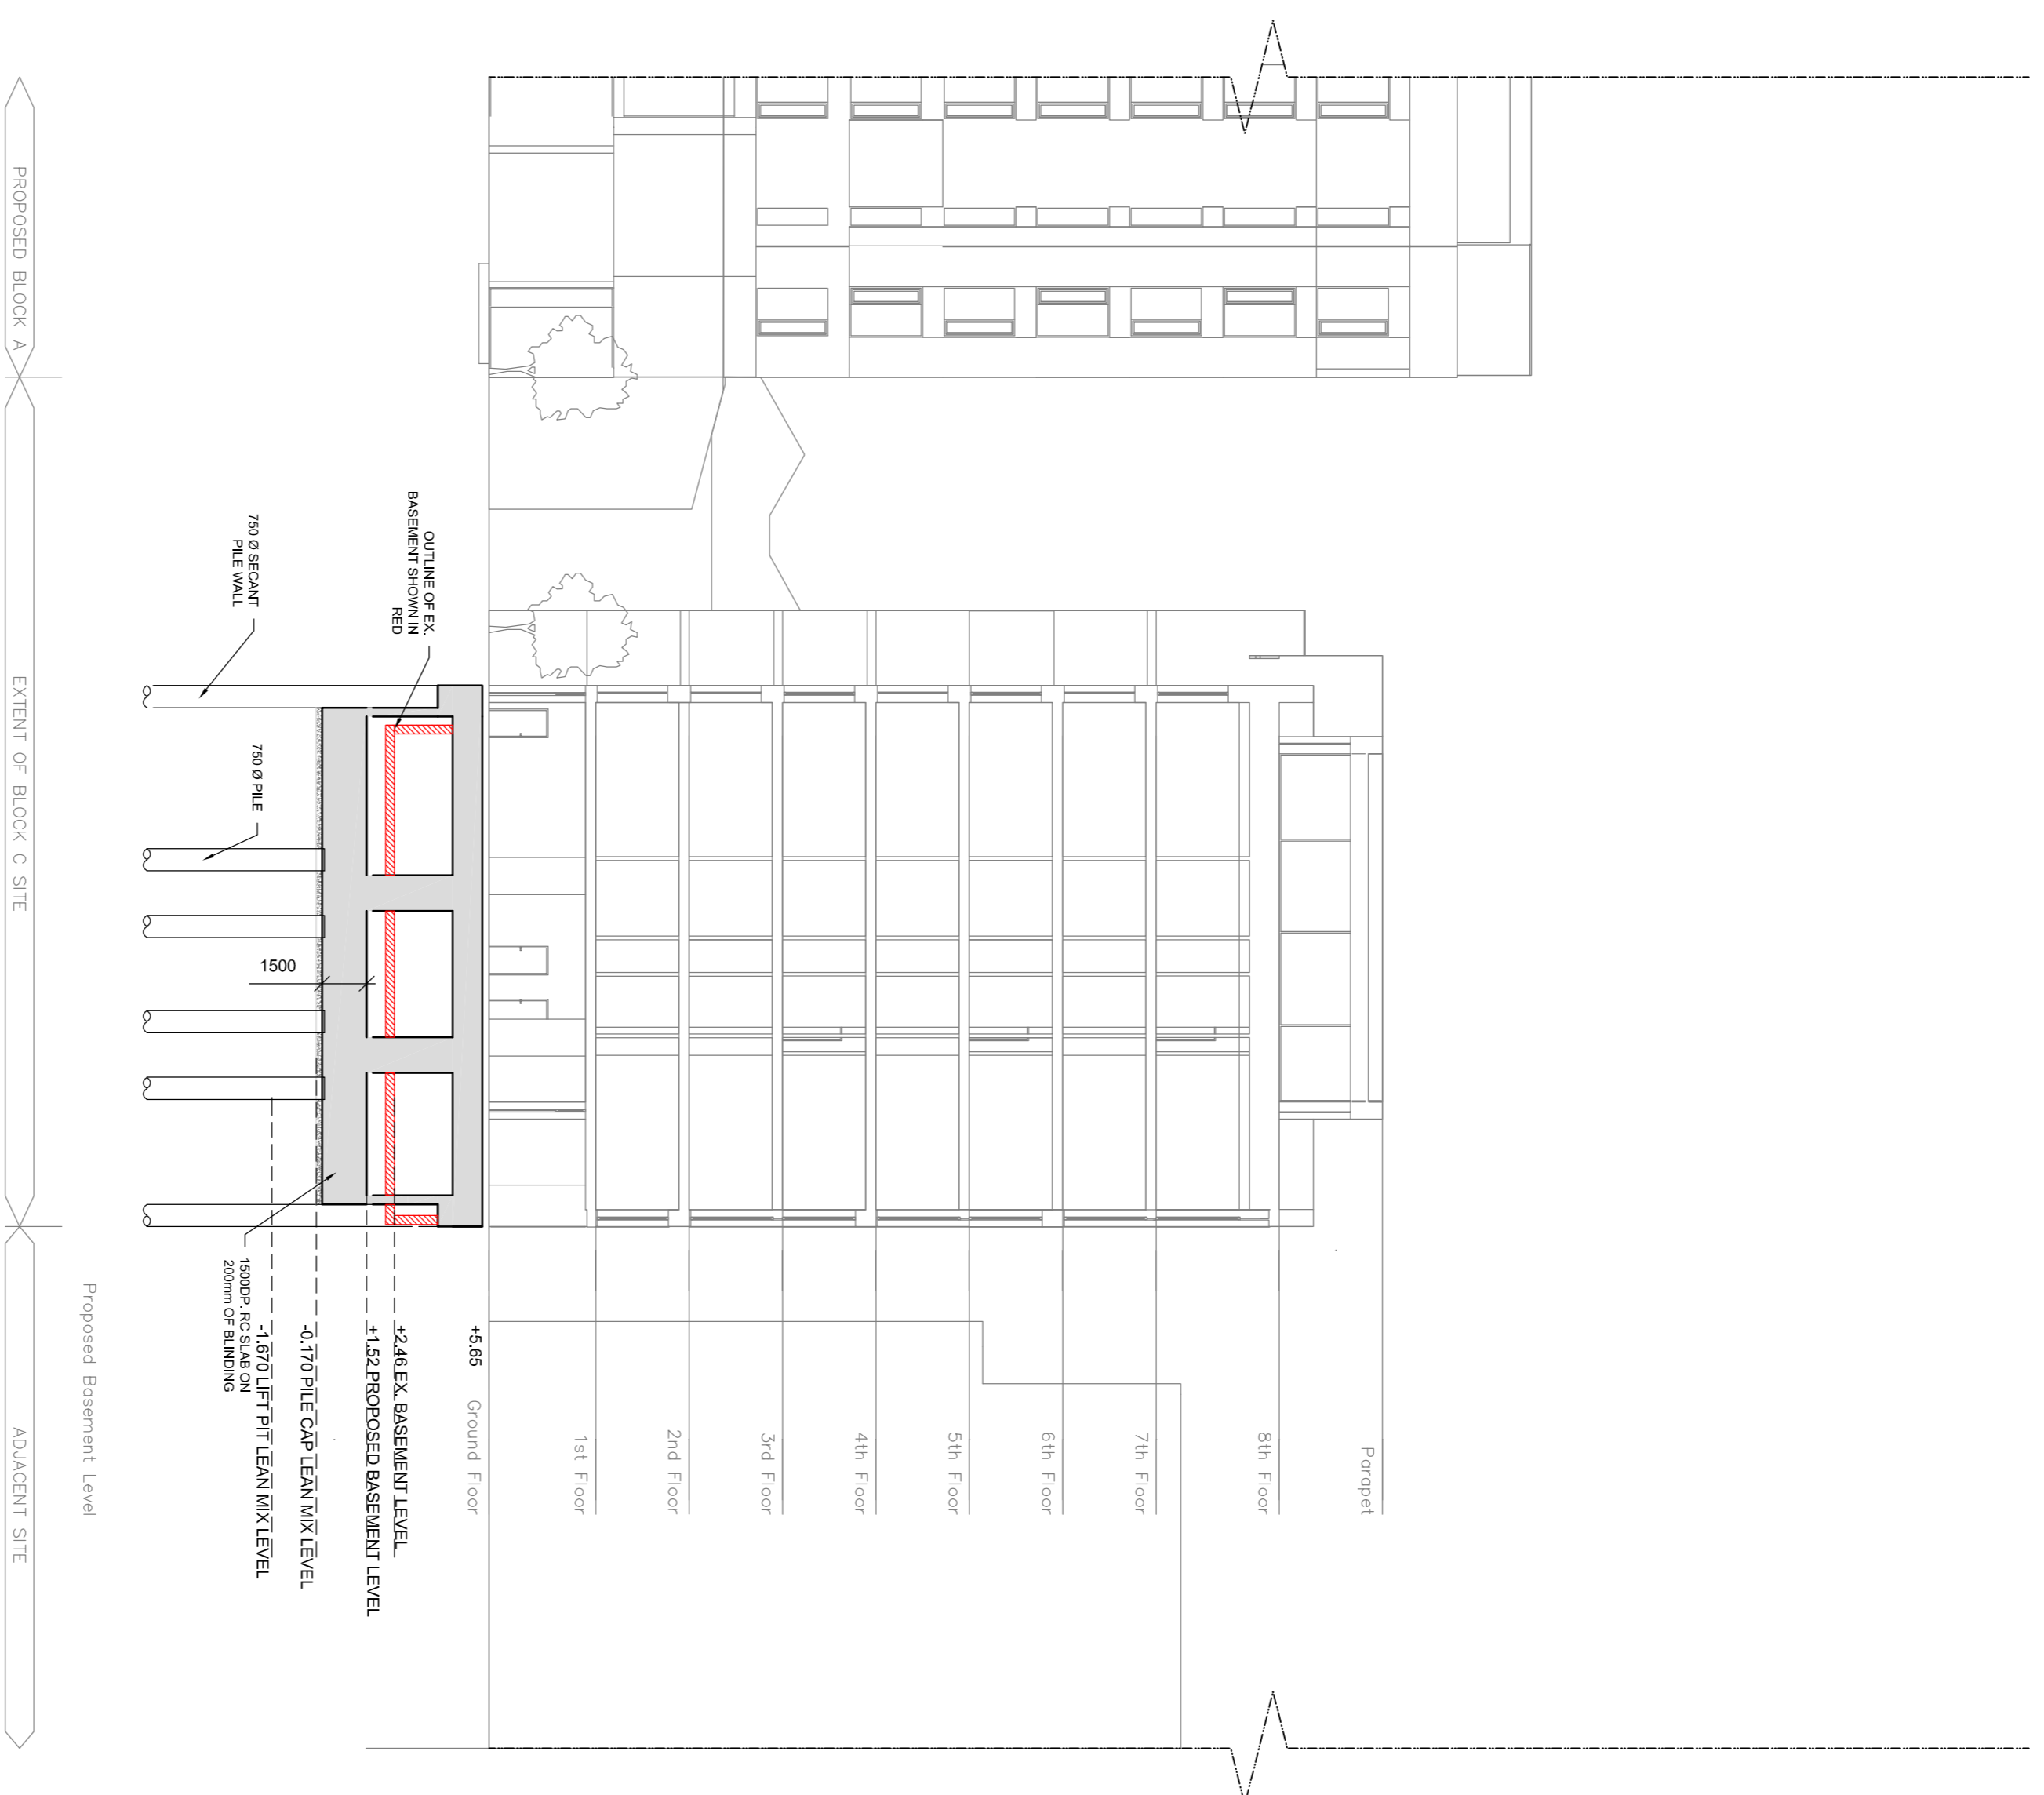 Parapet
8th Floor
7th Floor
6th Floor
5th Floor
4th Floor
3rd Floor
2nd Floor
1st Floor
+5.65 Ground Floor
OUTLINE OF EX.
BASEMENT SHOWN IN
RED
+2.46 EX. BASEMENT LEVEL
+1.52 PROPOSED BASEMENT LEVEL
1500
-0.170 PILE CAP LEAN MIX LEVEL
-1.670 LIFT PIT LEAN MIX LEVEL
750 Ø SECANT
PILE WALL
750 Ø PILE
1500DP. RC SLAB ON
200mm OF BLINDING
Proposed Basement Level
PROPOSED BLOCK A
EXTENT OF BLOCK C SITE
ADJACENT SITE